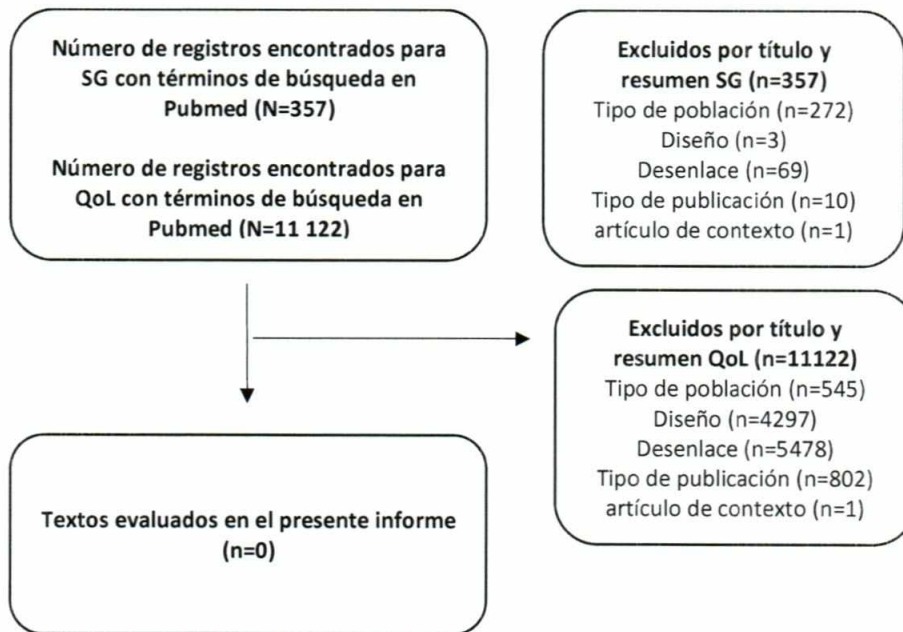 Número de registros encontrados para
SG con términos de búsqueda en
Pubmed (N=357)
Número de registros encontrados para
QoL con términos de búsqueda en
Pubmed (N=11 122)
Excluidos por título y
resumen SG (n=357)
Tipo de población (n=272)
Diseño (n=3)
Desenlace (n=69)
Tipo de publicación (n=10)
artículo de contexto (n=1)
Excluidos por título y
resumen QoL (n=11122)
Tipo de población (n=545)
Diseño (n=4297)
Desenlace (n=5478)
Tipo de publicación (n=802)
artículo de contexto (n=1)
Textos evaluados en el presente informe
(n=0)